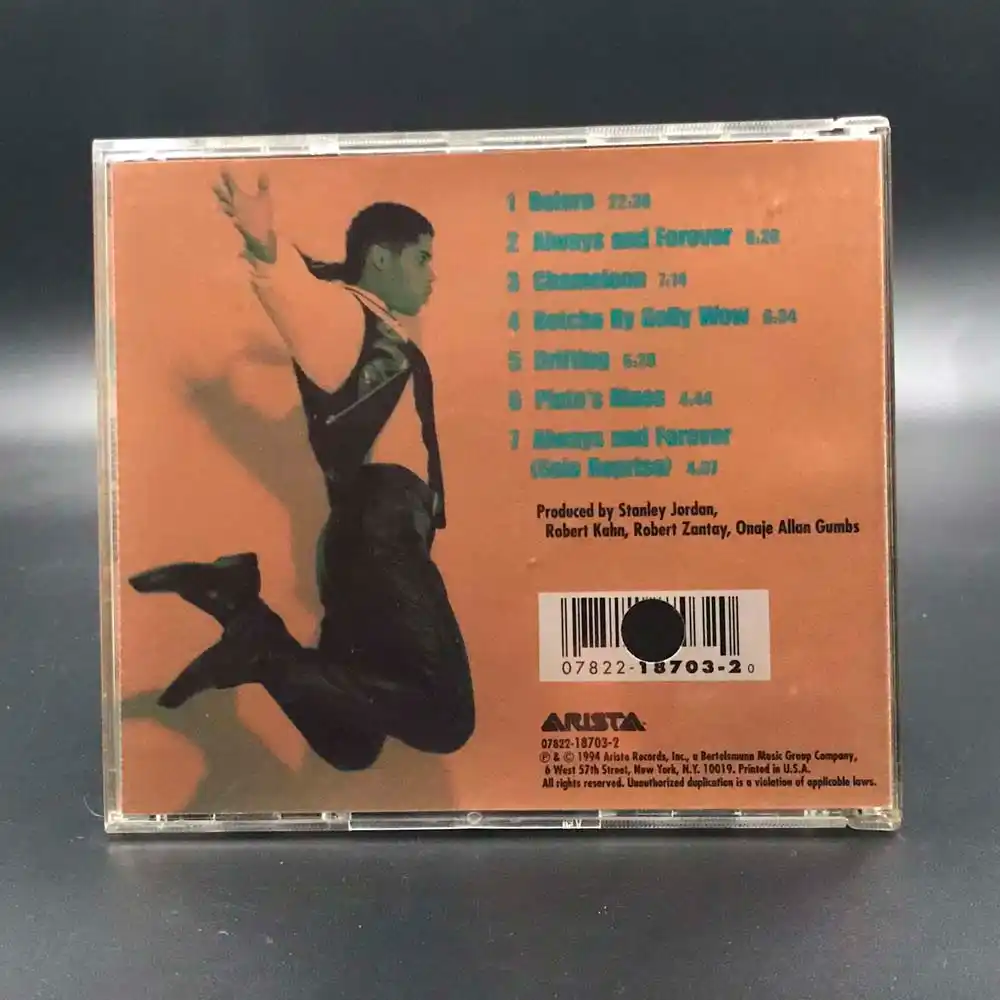 1 Bolero 22:38
2 Always and Forever 6:20
3 Chameleon 7:14
4 Betcha By Golly Wow 6:34
5 Drifting 6:28
6 Plato's Blues 4:44
7 Always and Forever
(Solo Reprise) 4:07
Produced by Stanley Jordan,
Robert Kahn, Robert Zantay, Onaje Allan Gumbs
07822-18703-2 0
ARISTA
07822-18703-2
℗ & © 1994 Arista Records, Inc., a Bertelsmann Music Group Company,
6 West 57th Street, New York, N.Y. 10019. Printed in U.S.A.
All rights reserved. Unauthorized duplication is a violation of applicable laws.